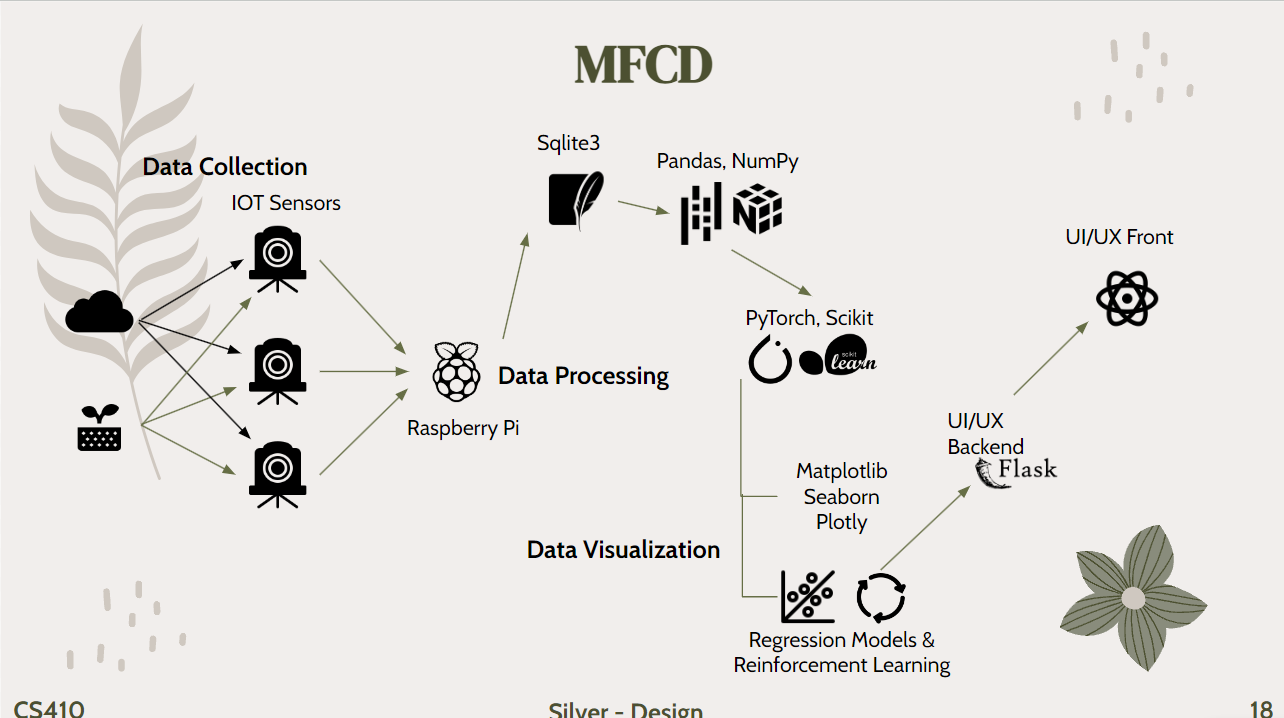 MFCD
Data Collection
IOT Sensors
Sqlite3
Pandas, NumPy
UI/UX Front
PyTorch, Scikit
scikit
learn
Raspberry Pi
Data Processing
UI/UX
Backend
Flask
Matplotlib
Seaborn
Plotly
Data Visualization
Regression Models &
Reinforcement Learning
CS410
Silver - Design
18